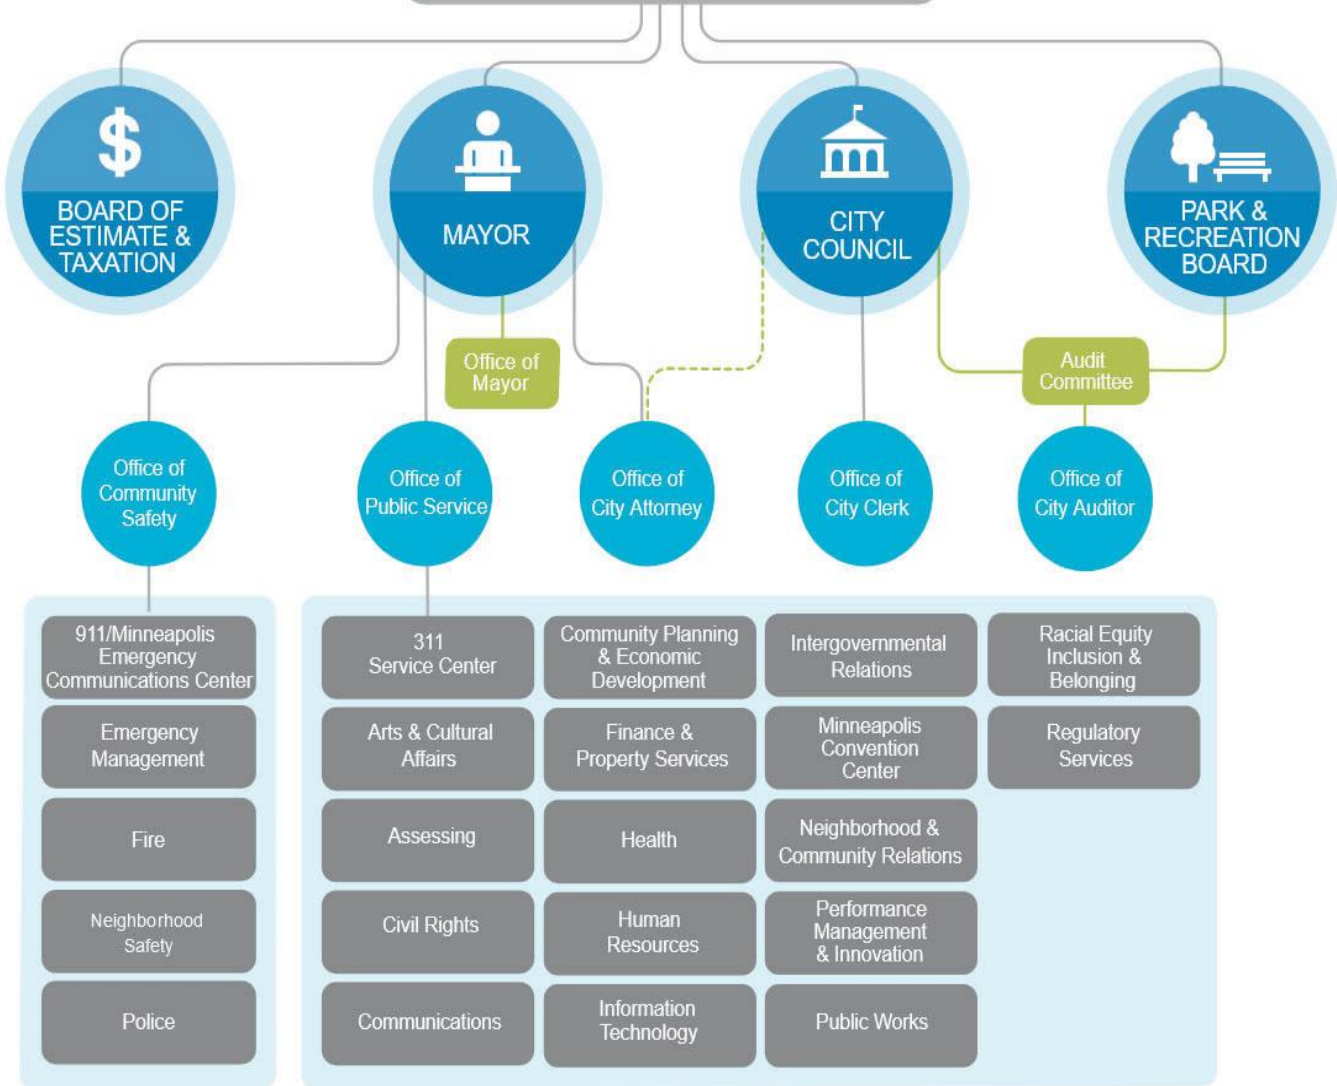 $
BOARD OF
ESTIMATE &
TAXATION
MAYOR
CITY
COUNCIL
PARK &
RECREATION
BOARD
Office of
Mayor
Audit
Committee
Office of
Community
Safety
Office of
Public Service
Office of
City Attorney
Office of
City Clerk
Office of
City Auditor
911/Minneapolis
Emergency
Communications Center
Emergency
Management
Fire
Neighborhood
Safety
Police
311
Service Center
Arts & Cultural
Affairs
Assessing
Civil Rights
Communications
Community Planning
& Economic
Development
Finance &
Property Services
Health
Human
Resources
Information
Technology
Intergovernmental
Relations
Minneapolis
Convention
Center
Neighborhood &
Community Relations
Performance
Management
& Innovation
Public Works
Racial Equity
Inclusion &
Belonging
Regulatory
Services